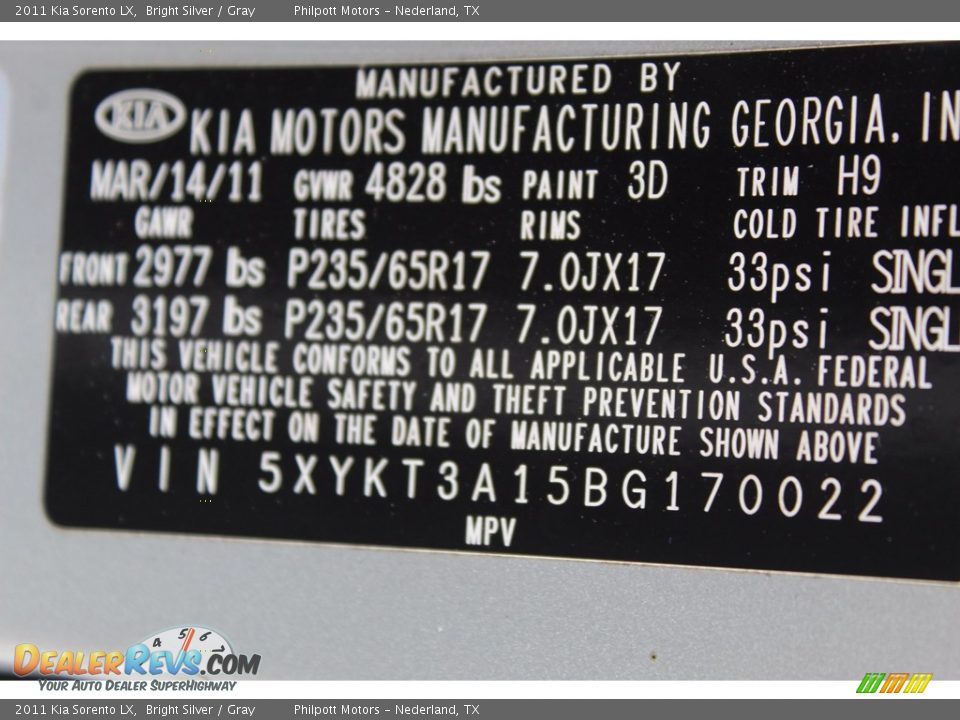 2011 Kia Sorento LX, Bright Silver / Gray Philpott Motors - Nederland, TX
MANUFACTURED BY
KIA KIA MOTORS MANUFACTURING GEORGIA, IN
MAR/14/11 GVWR 4828 lbs PAINT 3D TRIM H9
GAWR TIRES RIMS COLD TIRE INFL
FRONT 2977 lbs P235/65R17 7.0JX17 33psi SINGL
REAR 3197 lbs P235/65R17 7.0JX17 33psi SINGL
THIS VEHICLE CONFORMS TO ALL APPLICABLE U.S.A. FEDERAL
MOTOR VEHICLE SAFETY AND THEFT PREVENTION STANDARDS
IN EFFECT ON THE DATE OF MANUFACTURE SHOWN ABOVE
VIN 5XYKT3A15BG170022
MPV
4 5 6
DEALERREVS.COM
YOUR AUTO DEALER SUPERHIGHWAY
2011 Kia Sorento LX, Bright Silver / Gray Philpott Motors - Nederland, TX